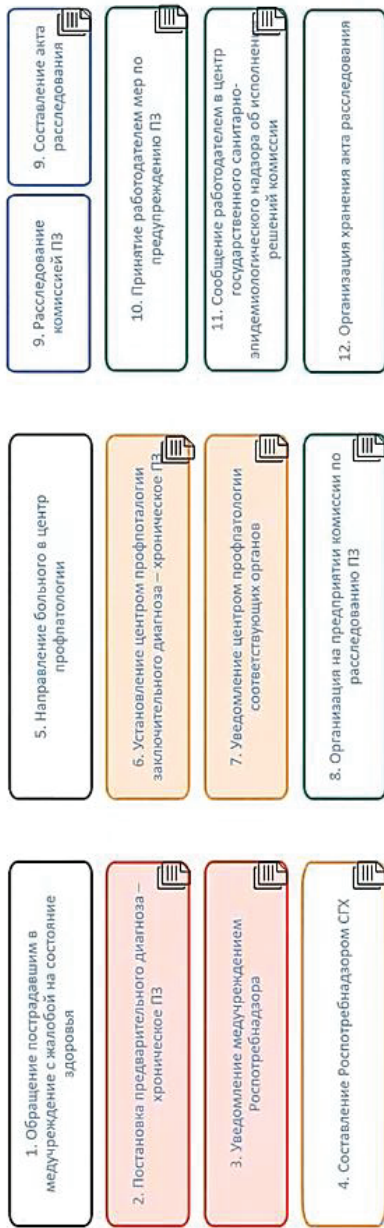 1. Обращение пострадавшим в
медучреждение с жалобой на состояние
здоровья
2. Постановка предварительного диагноза –
хроническое ПЗ
3. Уведомление медучреждением
Роспотребнадзора
4. Составление Роспотребнадзором СГХ
5. Направление больного в центр
профпатологии
6. Установление центром профпоталогии
заключительного диагноза – хроническое ПЗ
7. Уведомление центром профпатологии
соответствующих органов
8. Организация на предприятии комиссии по
расследованию ПЗ
9. Расследование
комиссией ПЗ
9. Составление акта
расследования
10. Принятие работодателем мер по
предупреждению ПЗ
11. Сообщение работодателем в центр
государственного санитарно-
эпидемиологического надзора об исполнении
решений комиссии
12. Организация хранения акта расследования